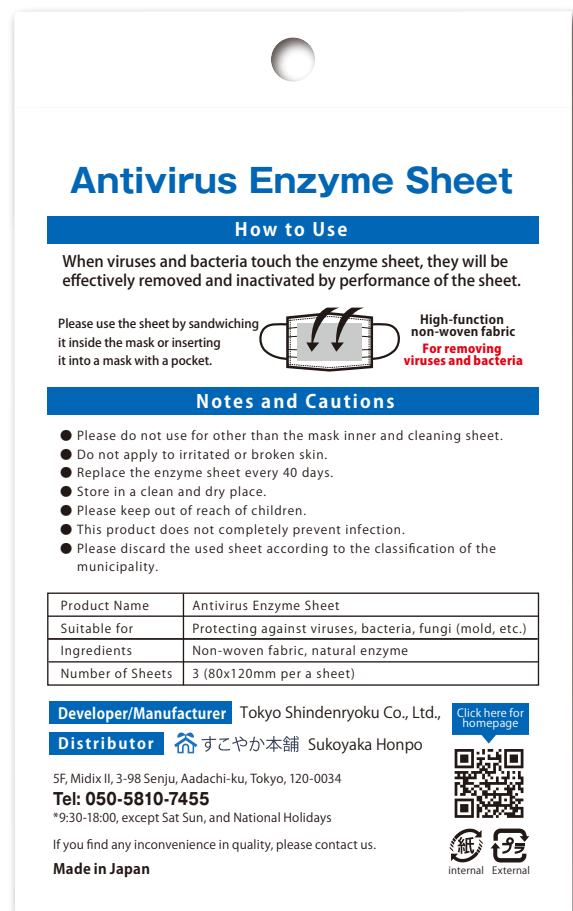 Antivirus Enzyme Sheet
How to Use
When viruses and bacteria touch the enzyme sheet, they will be
effectively removed and inactivated by performance of the sheet.
Please use the sheet by sandwiching
it inside the mask or inserting
it into a mask with a pocket.
High-function
non-woven fabric
For removing
viruses and bacteria
Notes and Cautions
● Please do not use for other than the mask inner and cleaning sheet.
● Do not apply to irritated or broken skin.
● Replace the enzyme sheet every 40 days.
● Store in a clean and dry place.
● Please keep out of reach of children.
● This product does not completely prevent infection.
● Please discard the used sheet according to the classification of the
municipality.
Product Name Antivirus Enzyme Sheet
Suitable for Protecting against viruses, bacteria, fungi (mold, etc.)
Ingredients Non-woven fabric, natural enzyme
Number of Sheets 3 (80x120mm per a sheet)
Developer/Manufacturer Tokyo Shindenryoku Co., Ltd.,
Distributor すこやか本舗 Sukoyaka Honpo
Click here for
homepage
5F, Midix II, 3-98 Senju, Aadachi-ku, Tokyo, 120-0034
Tel: 050-5810-7455
*9:30-18:00, except Sat Sun, and National Holidays
If you find any inconvenience in quality, please contact us.
Made in Japan
紙 プラ
internal External